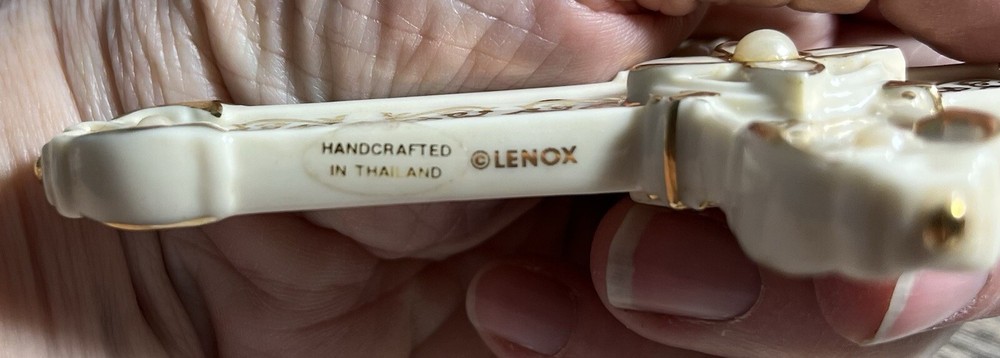 HANDCRAFTED
IN THAILAND
©LENOX